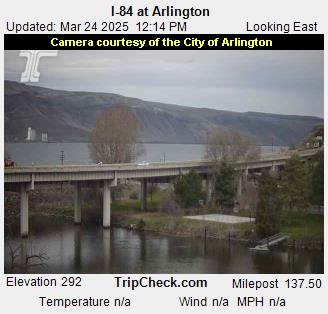 I-84 at Arlington
Updated: Mar 24 2025 12:14 PM Looking East
Camera courtesy of the City of Arlington
Elevation 292 TripCheck.com Milepost 137.50
Temperature n/a Wind n/a MPH n/a